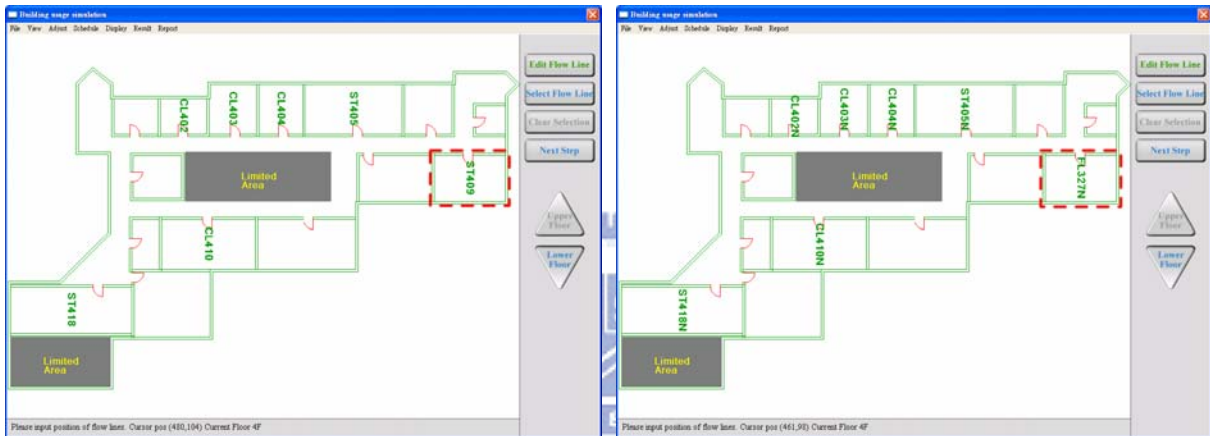 Building usage simulation
File View Adjust Schedule Display Result Report
CL402
CL403
CL404
ST405
Limited
Area
ST409
CL410
ST418
Limited
Area
Edit Flow Line
Select Flow Line
Clear Selection
Next Step
Upper
Floor
Lower
Floor
Please input position of flow lines. Cursor pos (480,104) Current Floor 4F
Building usage simulation
File View Adjust Schedule Display Result Report
CL402N
CL403N
CL404N
ST405N
Limited
Area
FL327N
CL410N
ST418N
Limited
Area
Edit Flow Line
Select Flow Line
Clear Selection
Next Step
Upper
Floor
Lower
Floor
Please input position of flow lines. Cursor pos (461,98) Current Floor 4F